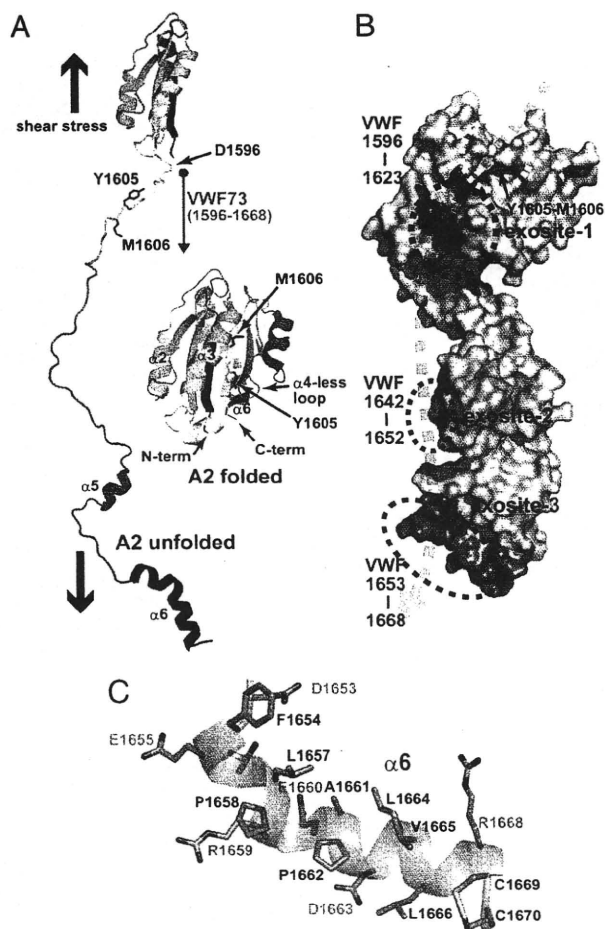 A
shear stress
D1596
Y1605
VWF73
(1596-1668)
M1606
M1606
α2
α3
α4-less
loop
α6
Y1605
N-term
C-term
A2 folded
α5
A2 unfolded
α6
B
VWF
1596
1623
Y1605-M1606
exosite-1
VWF
1642
1652
exosite-2
exosite-3
VWF
1653
1668
C
D1653
F1654
E1655
L1657
α6
E1660
A1661
L1664
P1658
V1665
R1668
R1659
P1662
C1669
D1663
L1666
C1670